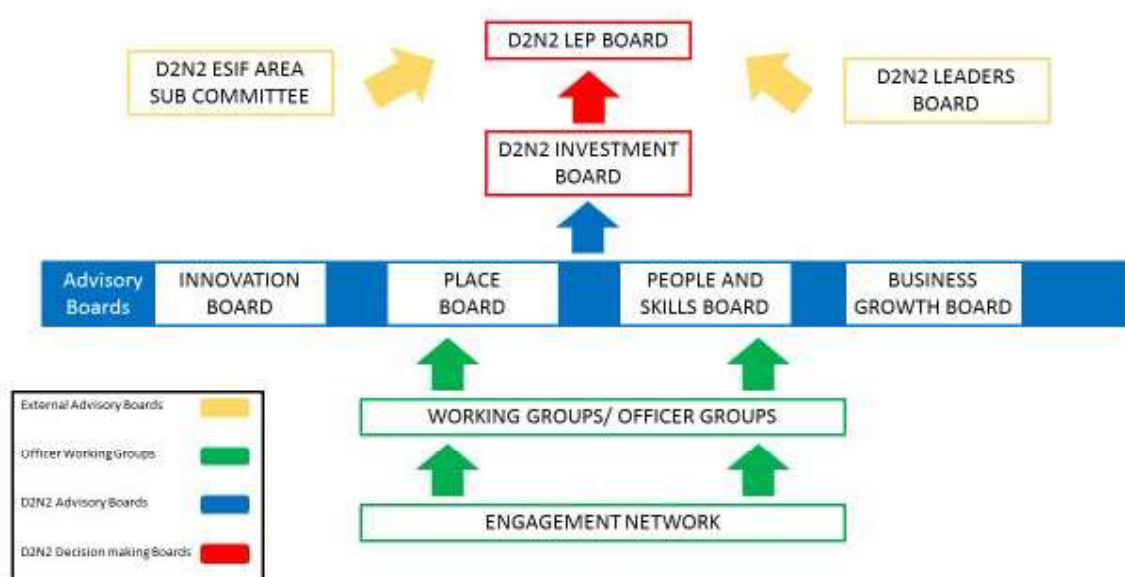 D2N2 LEP BOARD
D2N2 ESIF AREA
SUB COMMITTEE
D2N2 LEADERS
BOARD
D2N2 INVESTMENT
BOARD
Advisory
Boards
INNOVATION
BOARD
PLACE
BOARD
PEOPLE AND
SKILLS BOARD
BUSINESS
GROWTH BOARD
WORKING GROUPS/ OFFICER GROUPS
ENGAGEMENT NETWORK
External Advisory Boards
Officer Working Groups
D2N2 Advisory Boards
D2N2 Decision making Boards